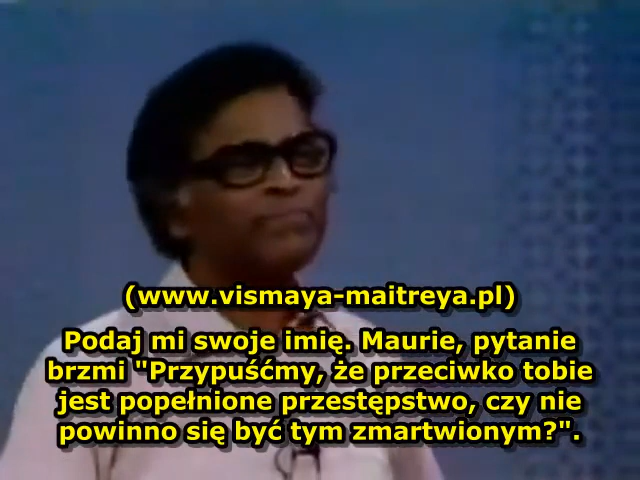 (www.vismaya-maitreya.pl)
Podaj mi swoje imię. Maurie, pytanie
brzmi "Przypuśćmy, że przeciwko tobie
jest popełnione przestępstwo, czy nie
powinno się być tym zmartwionym?".